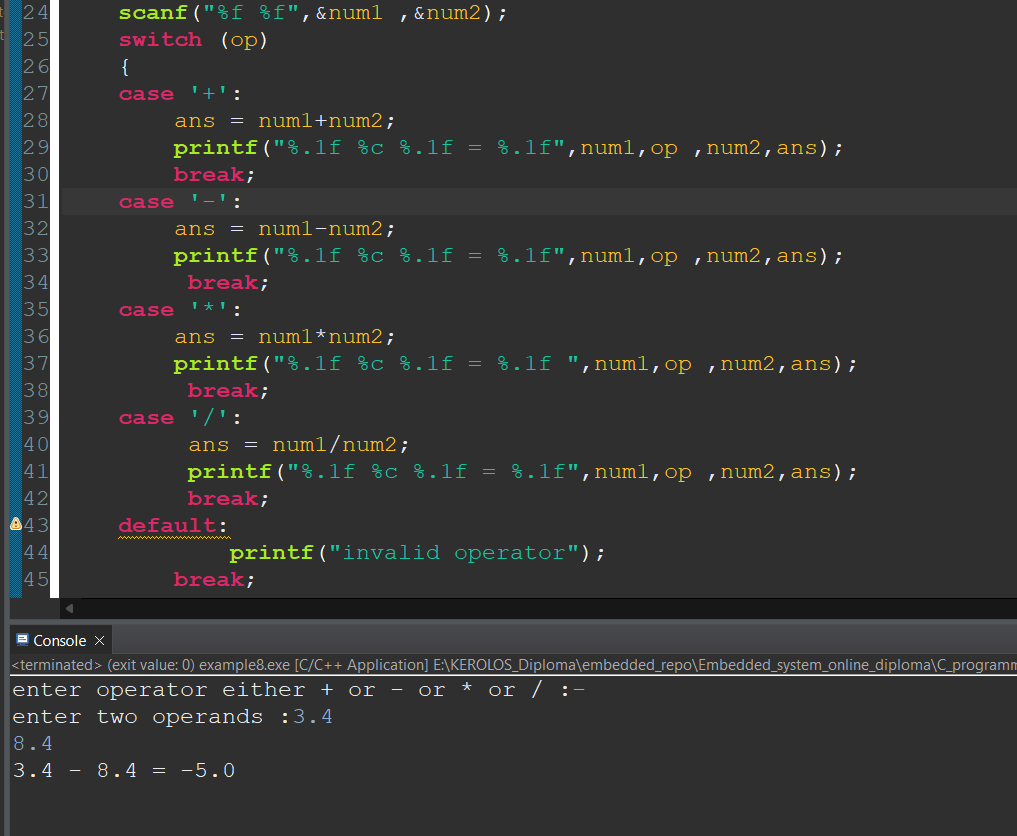 24 scanf("%f %f",&num1 ,&num2);
25 switch (op)
26 {
27 case '+':
28 ans = num1+num2;
29 printf("%.1f %c %.1f = %.1f",num1,op ,num2,ans);
30 break;
31 case '-':
32 ans = num1-num2;
33 printf("%.1f %c %.1f = %.1f",num1,op ,num2,ans);
34 break;
35 case '*':
36 ans = num1*num2;
37 printf("%.1f %c %.1f = %.1f ",num1,op ,num2,ans);
38 break;
39 case '/':
40 ans = num1/num2;
41 printf("%.1f %c %.1f = %.1f",num1,op ,num2,ans);
42 break;
43 default:
44 printf("invalid operator");
45 break;
Console
<terminated> (exit value: 0) example8.exe [C/C++ Application] E:\KEROLOS_Diploma\embedded_repo\Embedded_system_online_diploma\C_programm
enter operator either + or - or * or / :-
enter two operands :3.4
8.4
3.4 - 8.4 = -5.0